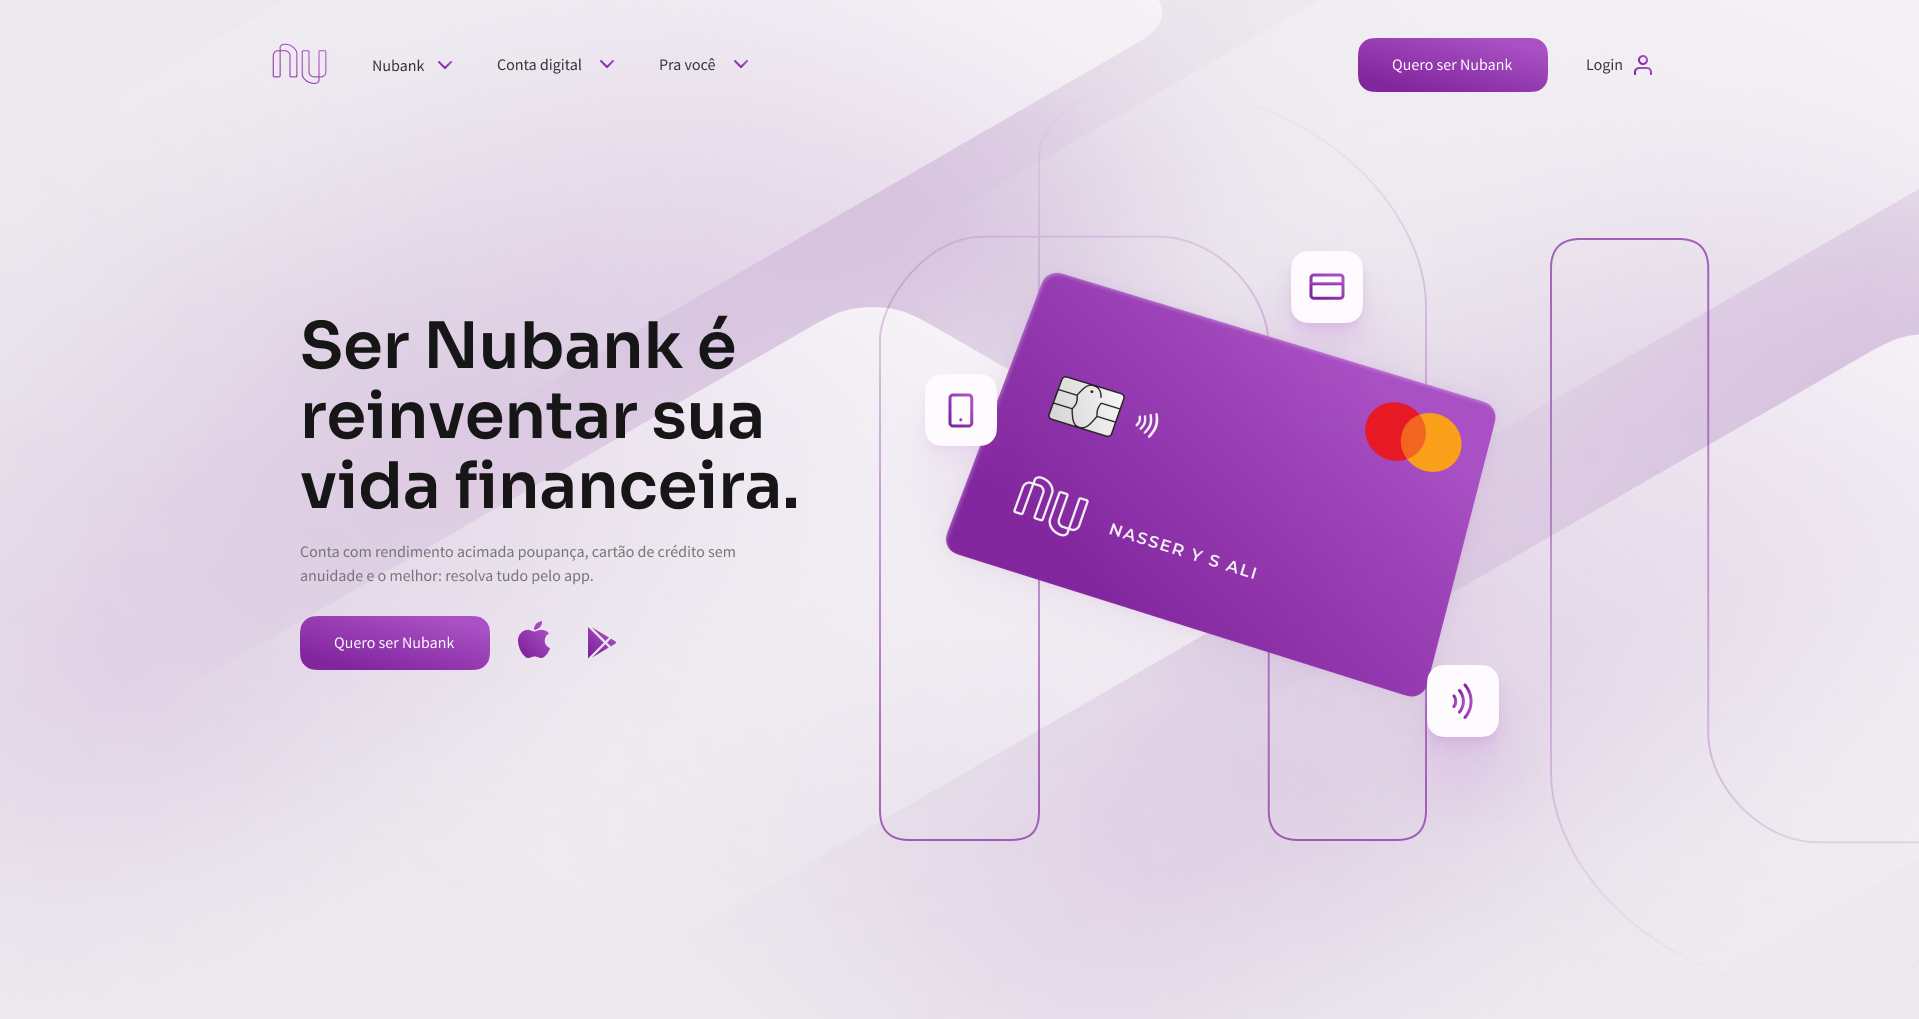 nu
Nubank
Conta digital
Pra você
Quero ser Nubank
Login
Ser Nubank é
reinventar sua
vida financeira.
Conta com rendimento acimada poupança, cartão de crédito sem
anuidade e o melhor: resolva tudo pelo app.
Quero ser Nubank
nu
NASSER Y S ALI